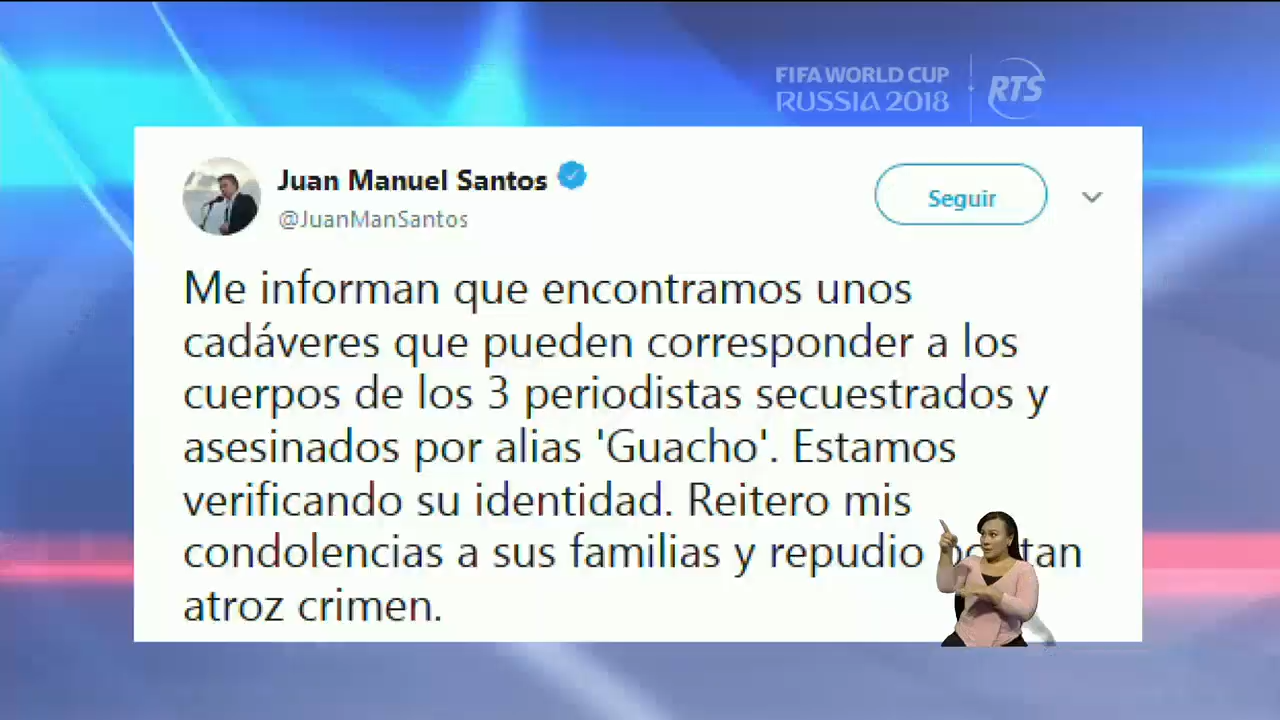 FIFA WORLD CUP
RUSSIA 2018
RTS
Juan Manuel Santos
@JuanManSantos
Seguir
Me informan que encontramos unos
cadáveres que pueden corresponder a los
cuerpos de los 3 periodistas secuestrados y
asesinados por alias 'Guacho'. Estamos
verificando su identidad. Reitero mis
condolencias a sus familias y repudio tan
atroz crimen.